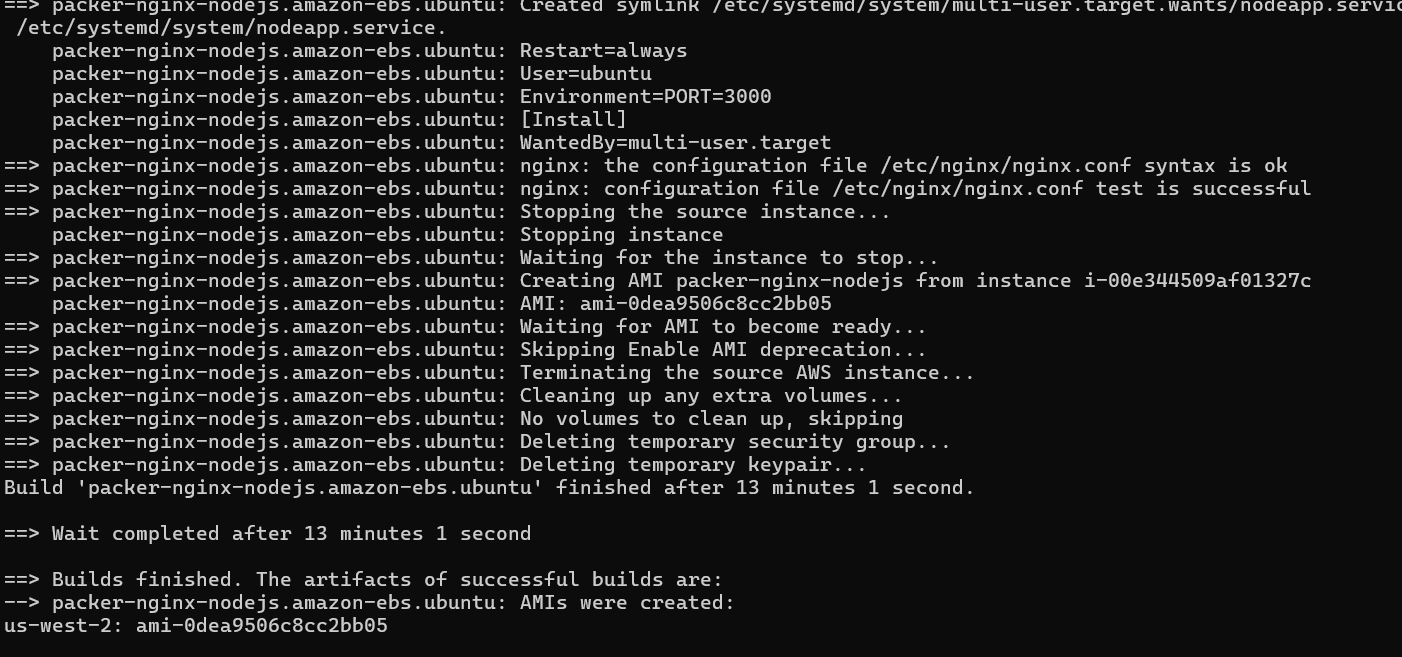 ==> packer-nginx-nodejs.amazon-ebs.ubuntu: Created symlink /etc/systemd/system/multi-user.target.wants/nodeapp.servic
 /etc/systemd/system/nodeapp.service.
    packer-nginx-nodejs.amazon-ebs.ubuntu: Restart=always
    packer-nginx-nodejs.amazon-ebs.ubuntu: User=ubuntu
    packer-nginx-nodejs.amazon-ebs.ubuntu: Environment=PORT=3000
    packer-nginx-nodejs.amazon-ebs.ubuntu: [Install]
    packer-nginx-nodejs.amazon-ebs.ubuntu: WantedBy=multi-user.target
==> packer-nginx-nodejs.amazon-ebs.ubuntu: nginx: the configuration file /etc/nginx/nginx.conf syntax is ok
==> packer-nginx-nodejs.amazon-ebs.ubuntu: nginx: configuration file /etc/nginx/nginx.conf test is successful
==> packer-nginx-nodejs.amazon-ebs.ubuntu: Stopping the source instance...
    packer-nginx-nodejs.amazon-ebs.ubuntu: Stopping instance
==> packer-nginx-nodejs.amazon-ebs.ubuntu: Waiting for the instance to stop...
==> packer-nginx-nodejs.amazon-ebs.ubuntu: Creating AMI packer-nginx-nodejs from instance i-00e344509af01327c
    packer-nginx-nodejs.amazon-ebs.ubuntu: AMI: ami-0dea9506c8cc2bb05
==> packer-nginx-nodejs.amazon-ebs.ubuntu: Waiting for AMI to become ready...
==> packer-nginx-nodejs.amazon-ebs.ubuntu: Skipping Enable AMI deprecation...
==> packer-nginx-nodejs.amazon-ebs.ubuntu: Terminating the source AWS instance...
==> packer-nginx-nodejs.amazon-ebs.ubuntu: Cleaning up any extra volumes...
==> packer-nginx-nodejs.amazon-ebs.ubuntu: No volumes to clean up, skipping
==> packer-nginx-nodejs.amazon-ebs.ubuntu: Deleting temporary security group...
==> packer-nginx-nodejs.amazon-ebs.ubuntu: Deleting temporary keypair...
Build 'packer-nginx-nodejs.amazon-ebs.ubuntu' finished after 13 minutes 1 second.
==> Wait completed after 13 minutes 1 second
==> Builds finished. The artifacts of successful builds are:
--> packer-nginx-nodejs.amazon-ebs.ubuntu: AMIs were created:
us-west-2: ami-0dea9506c8cc2bb05